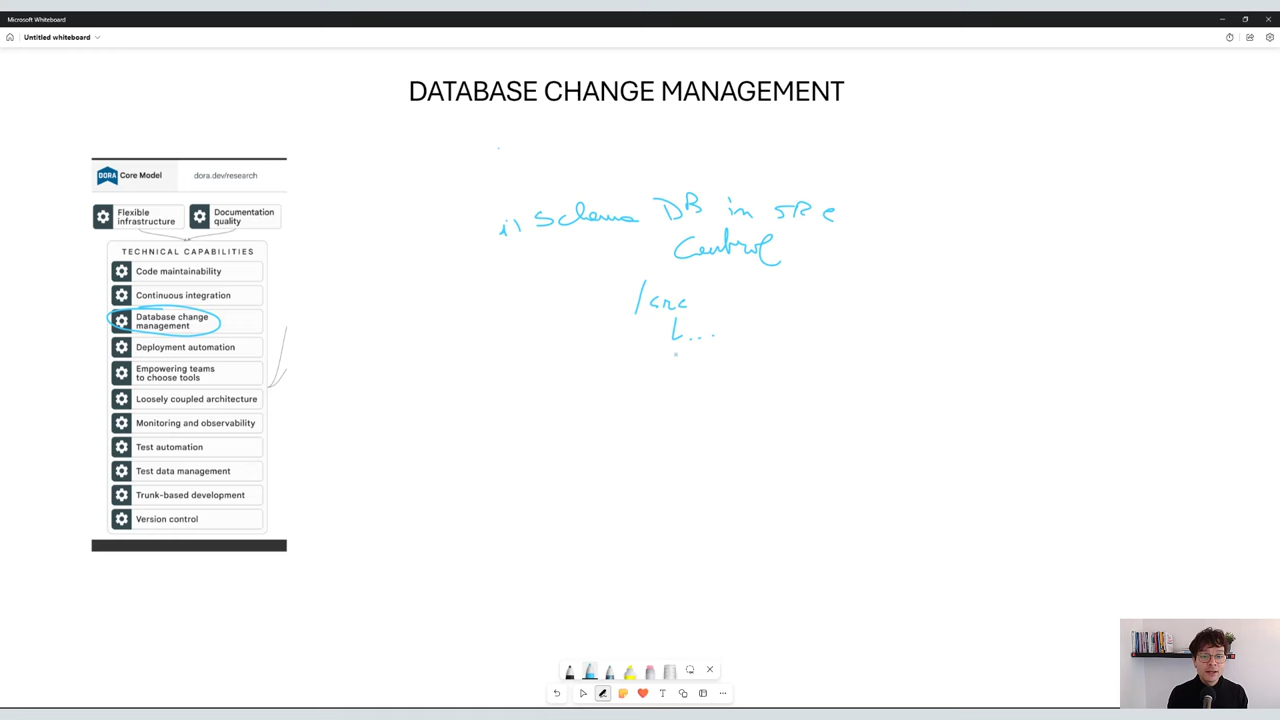 Microsoft Whiteboard
Untitled whiteboard
DATABASE CHANGE MANAGEMENT
DORA Core Model dora.dev/research
Flexible infrastructure
Documentation quality
TECHNICAL CAPABILITIES
Code maintainability
Continuous integration
Database change
management
Deployment automation
Empowering teams
to choose tools
Loosely coupled architecture
Monitoring and observability
Test automation
Test data management
Trunk-based development
Version control
1) Schema DB in src
Control
/src
...